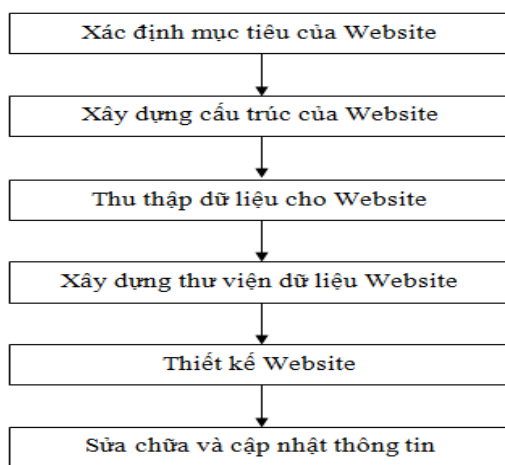 Xác định mục tiêu của Website
Xây dựng cấu trúc của Website
Thu thập dữ liệu cho Website
Xây dựng thư viện dữ liệu Website
Thiết kế Website
Sửa chữa và cập nhật thông tin